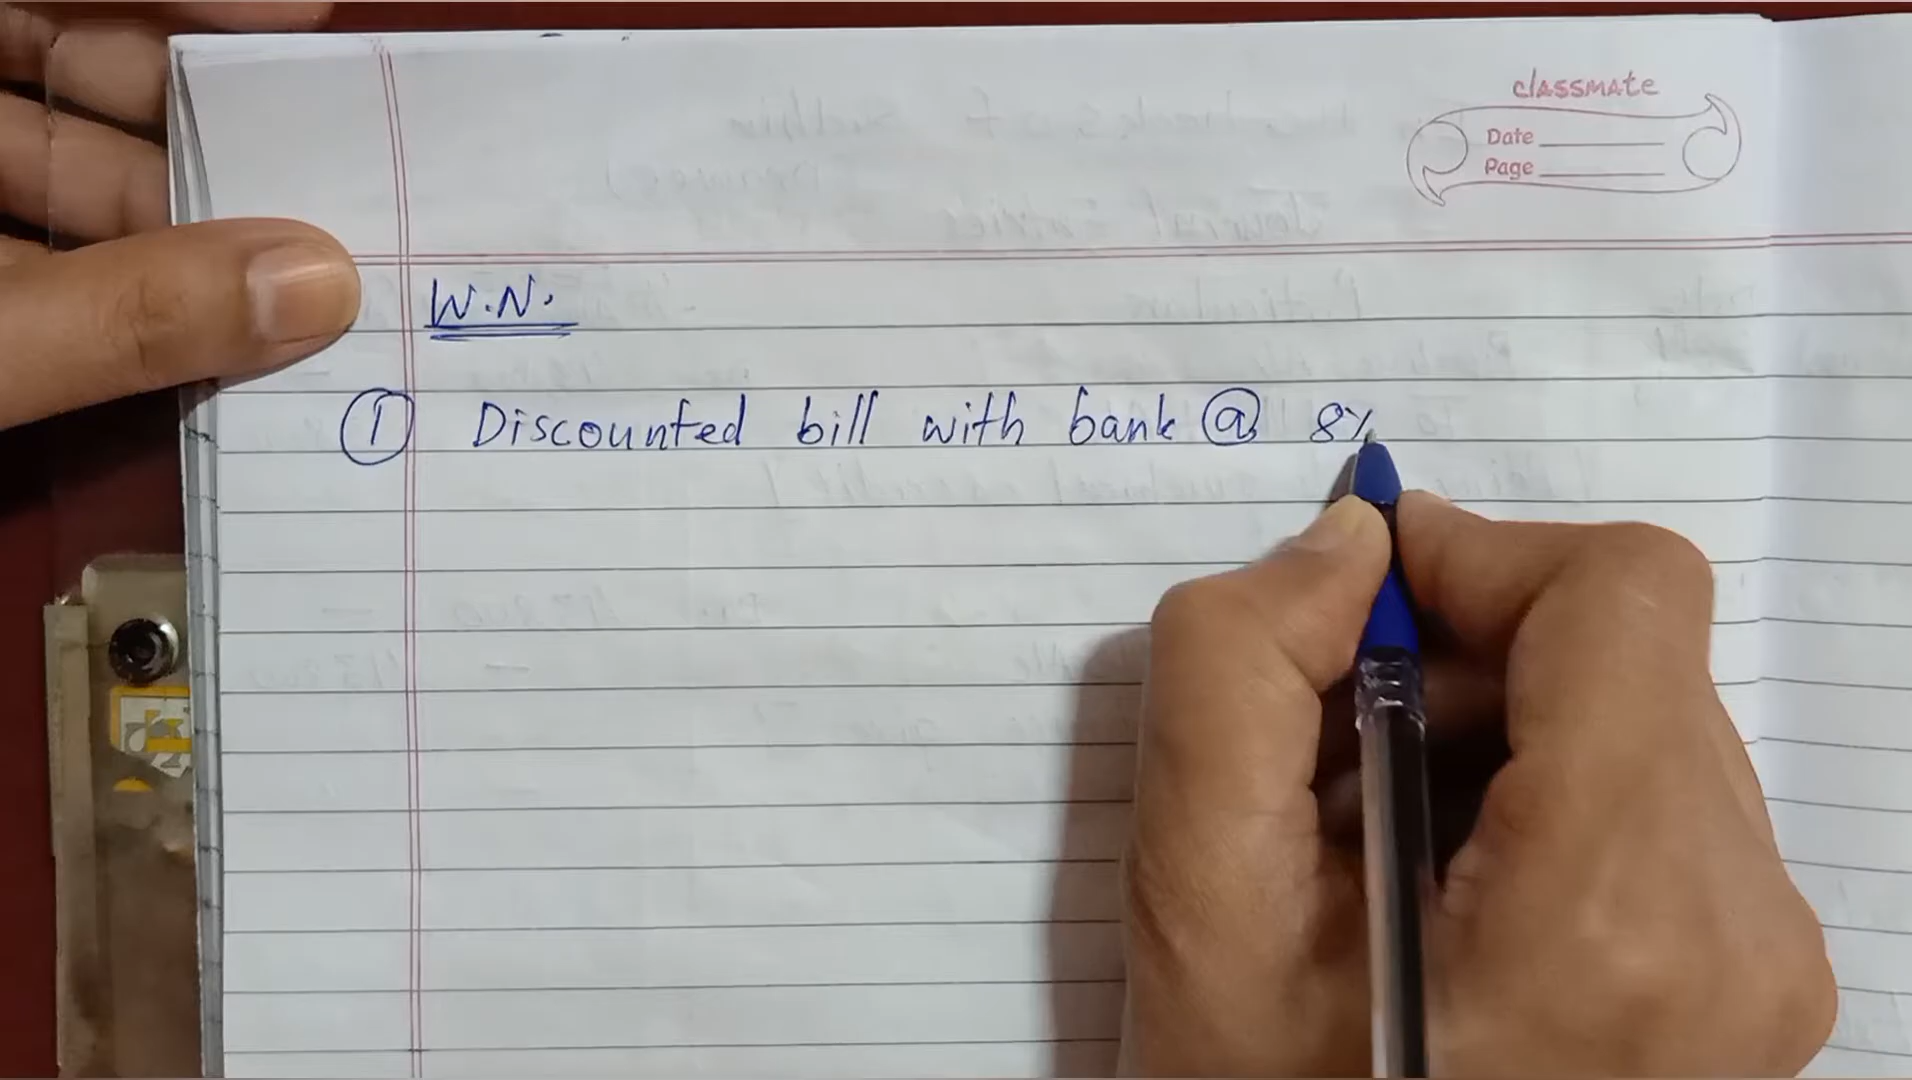 classmate
Date
Page
W.N.
① Discounted bill with bank @ 8%